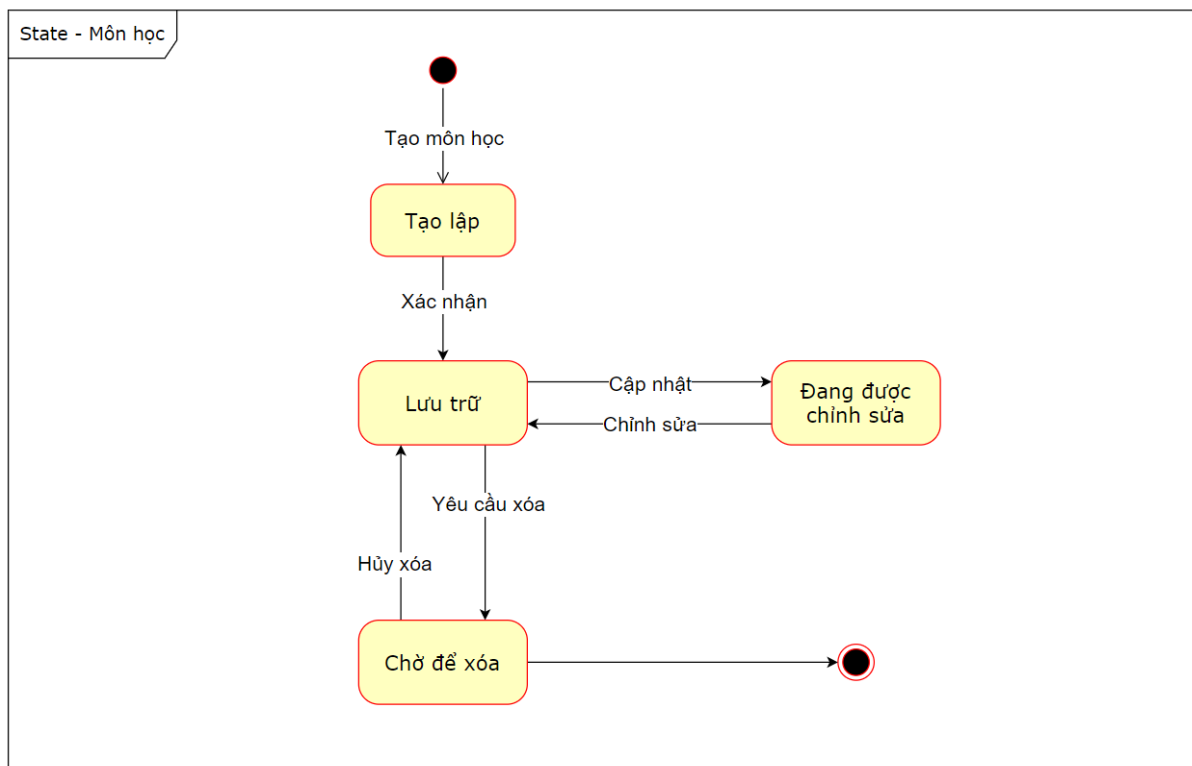 State - Môn học
Tạo môn học
Tạo lập
Xác nhận
Lưu trữ
Cập nhật
Chỉnh sửa
Đang được
chỉnh sửa
Yêu cầu xóa
Hủy xóa
Chờ để xóa